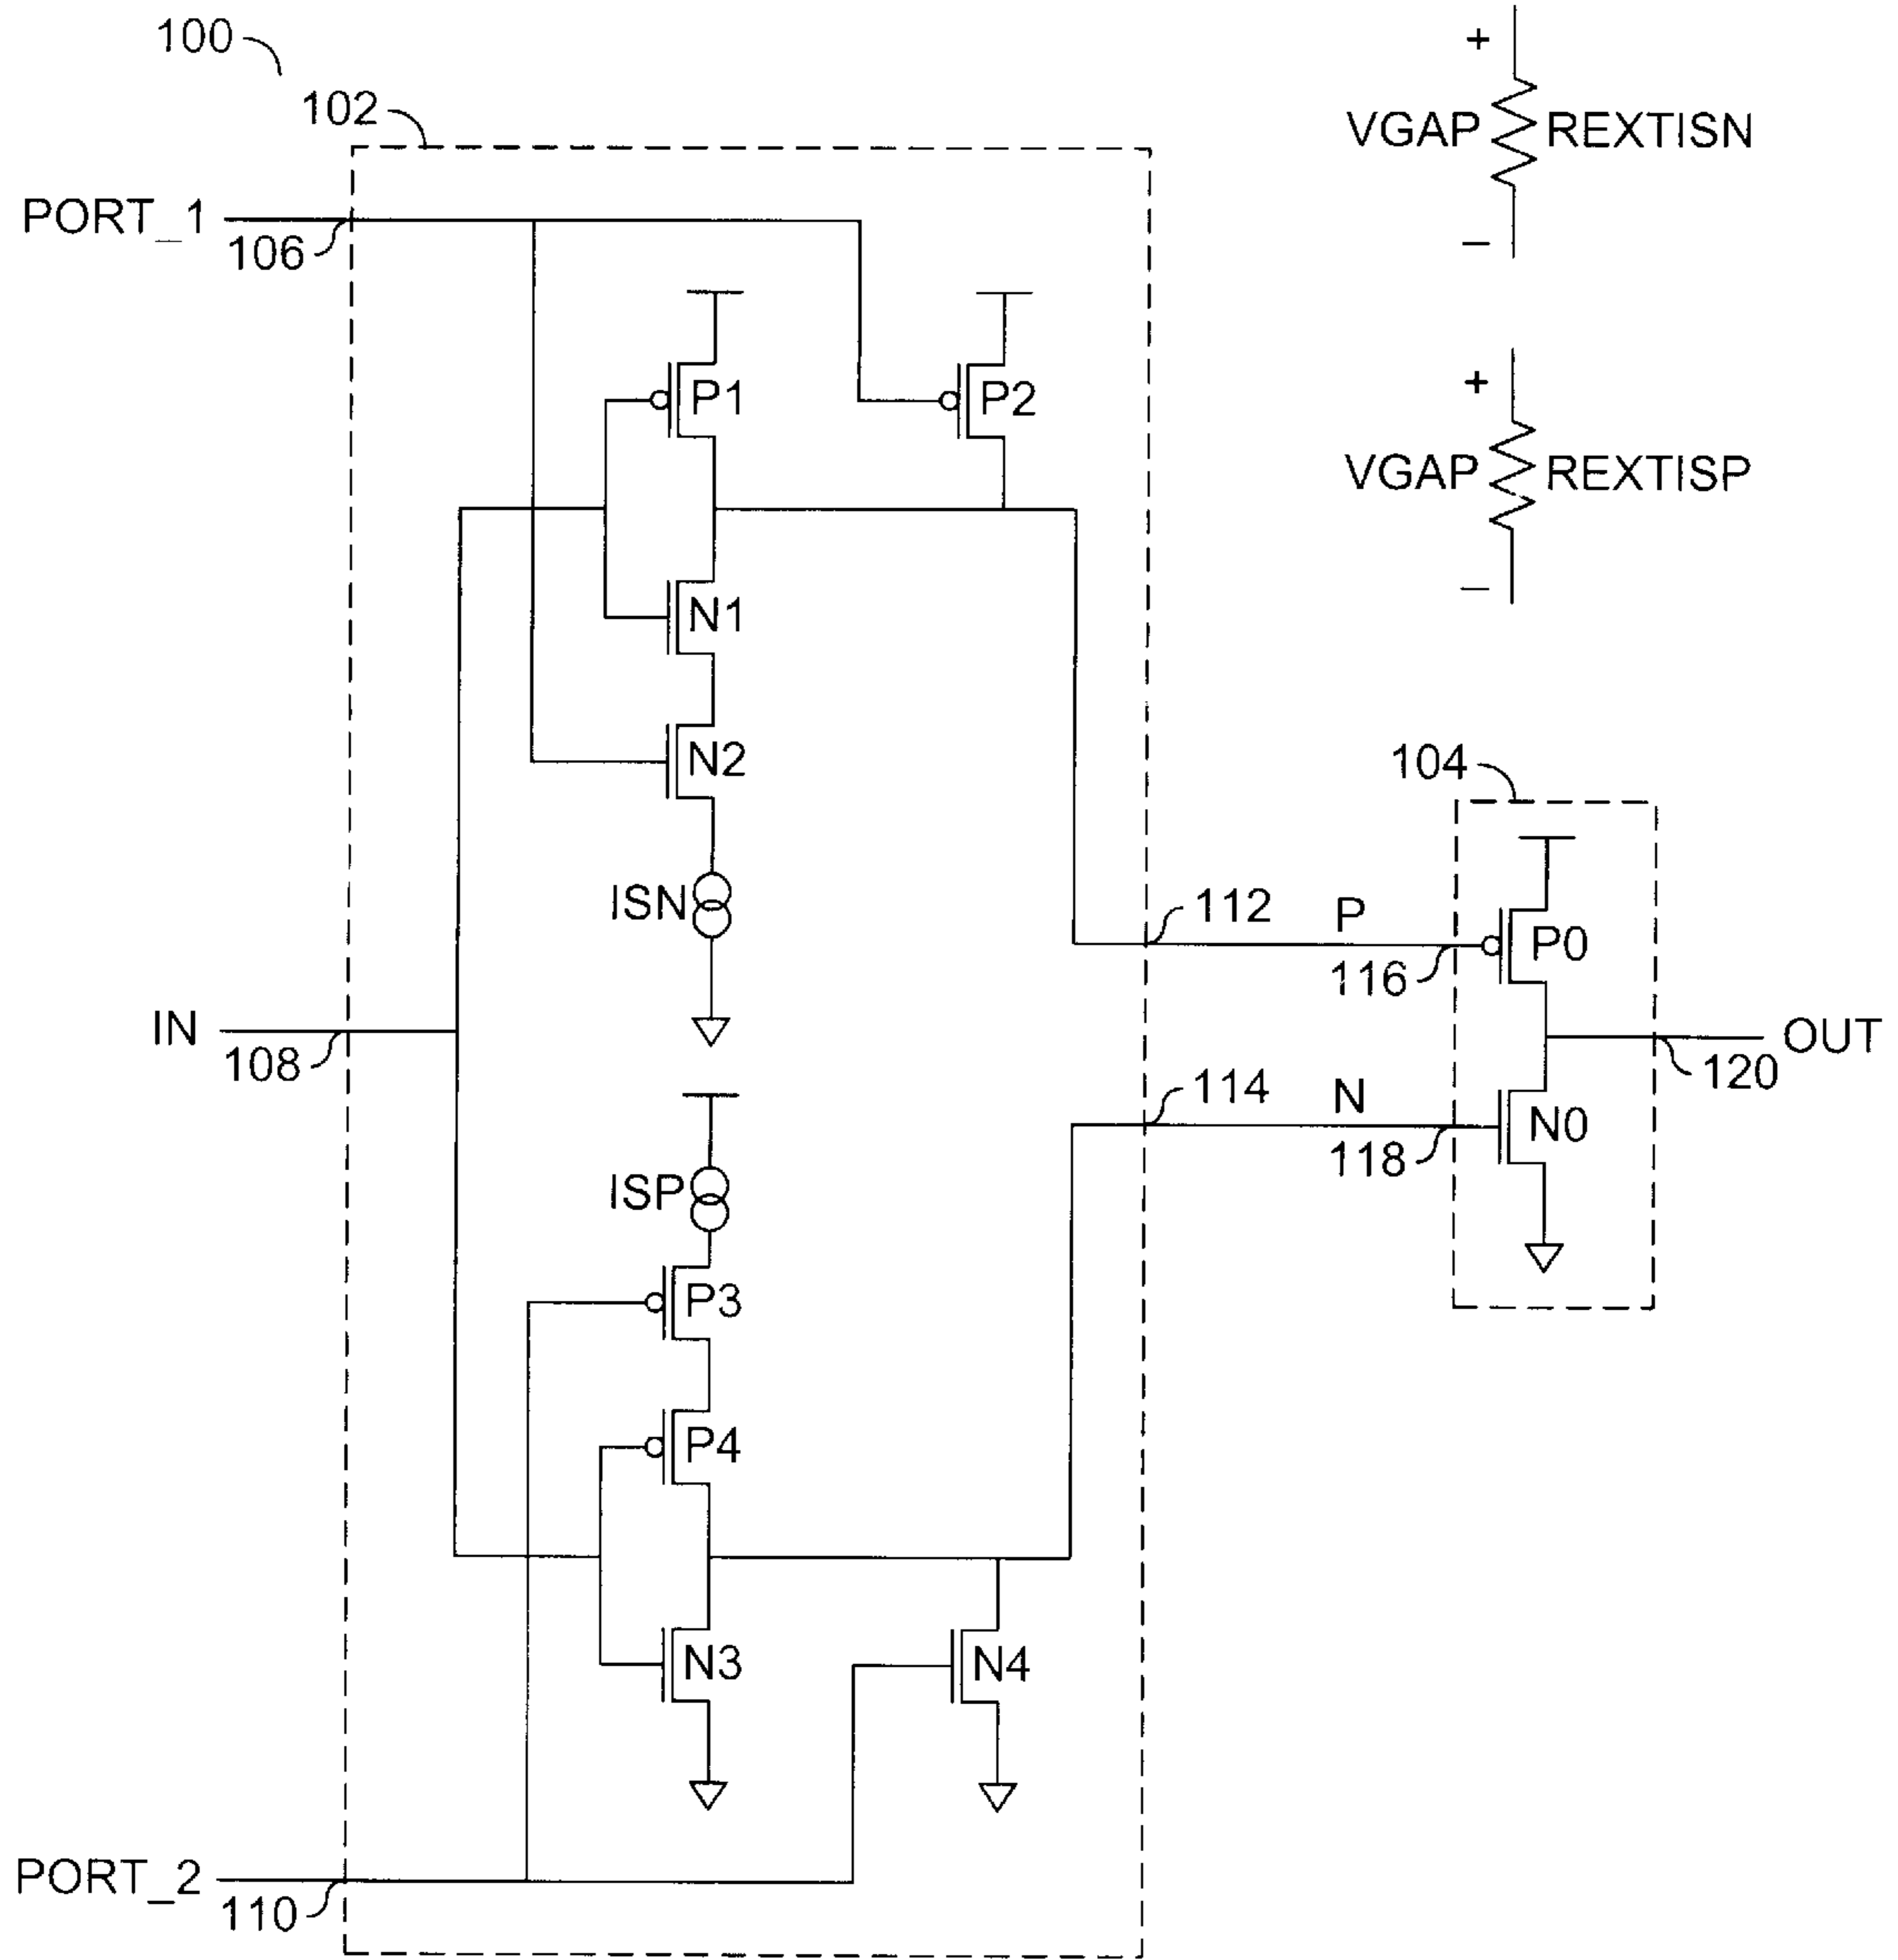 100
102
PORT_1
106
P1
P2
N1
N2
ISN
IN
108
ISP
P3
P4
N3
N4
PORT_2
110
+
VGAP
REXTISN
−
+
VGAP
REXTISP
−
104
112
P
116
P0
114
N
118
N0
120
OUT